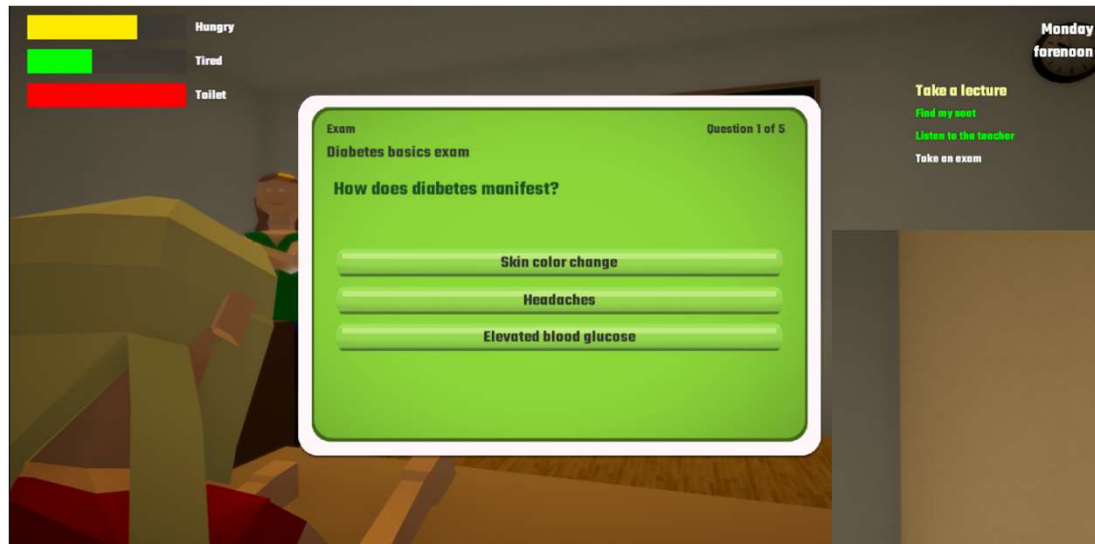 Hungry
Tired
Toilet
Monday
forenoon
Take a lecture
Find my seat
Listen to the teacher
Take an exam
Exam
Question 1 of 5
Diabetes basics exam
How does diabetes manifest?
Skin color change
Headaches
Elevated blood glucose